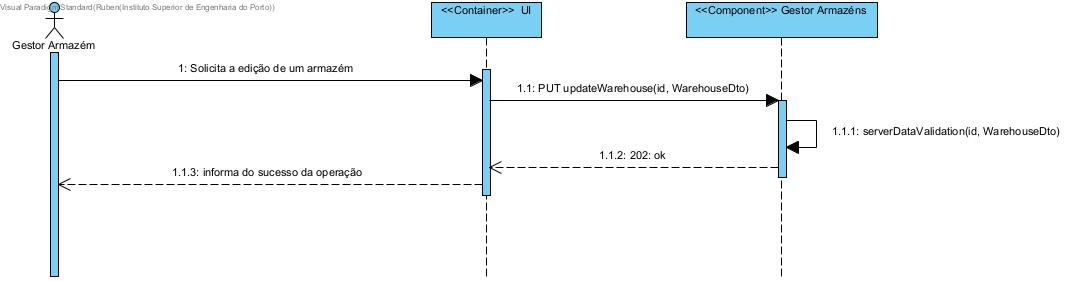 Visual Paradigm Standard(Ruben(Instituto Superior de Engenharia do Porto))
Gestor Armazém
<<Container>> UI
<<Component>> Gestor Armazéns
1: Solicita a edição de um armazém
1.1: PUT updateWarehouse(id, WarehouseDto)
1.1.1: serverDataValidation(id, WarehouseDto)
1.1.2: 202: ok
1.1.3: informa do sucesso da operação